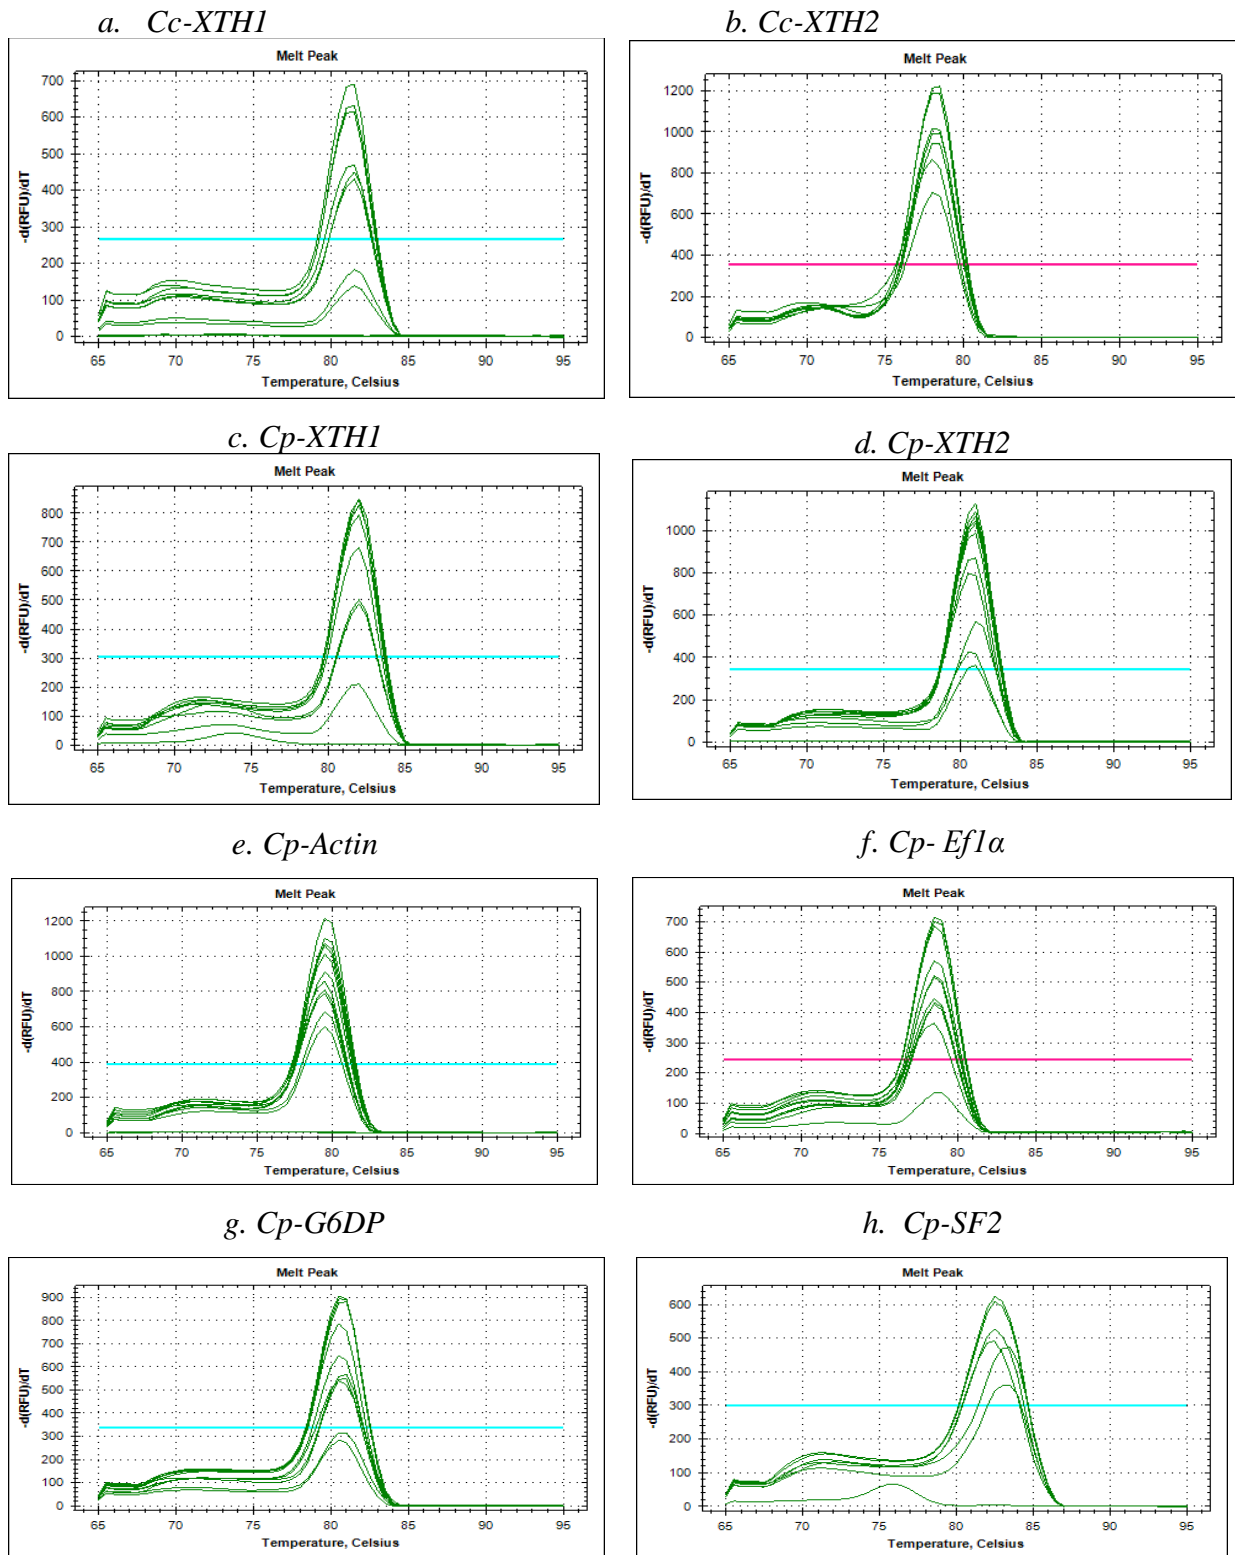 a. Cc-XTH1
Melt Peak
-d(RFU)/dT
700
600
500
400
300
200
100
0
65 70 75 80 85 90 95
Temperature, Celsius
b. Cc-XTH2
Melt Peak
-d(RFU)/dT
1200
1000
800
600
400
200
0
65 70 75 80 85 90 95
Temperature, Celsius
c. Cp-XTH1
Melt Peak
-d(RFU)/dT
800
700
600
500
400
300
200
100
0
65 70 75 80 85 90 95
Temperature, Celsius
d. Cp-XTH2
Melt Peak
-d(RFU)/dT
1000
800
600
400
200
0
65 70 75 80 85 90 95
Temperature, Celsius
e. Cp-Actin
Melt Peak
-d(RFU)/dT
1200
1000
800
600
400
200
0
65 70 75 80 85 90 95
Temperature, Celsius
f. Cp- Ef1α
Melt Peak
-d(RFU)/dT
700
600
500
400
300
200
100
0
65 70 75 80 85 90 95
Temperature, Celsius
g. Cp-G6DP
Melt Peak
-d(RFU)/dT
900
800
700
600
500
400
300
200
100
0
65 70 75 80 85 90 95
Temperature, Celsius
h. Cp-SF2
Melt Peak
-d(RFU)/dT
600
500
400
300
200
100
0
65 70 75 80 85 90 95
Temperature, Celsius